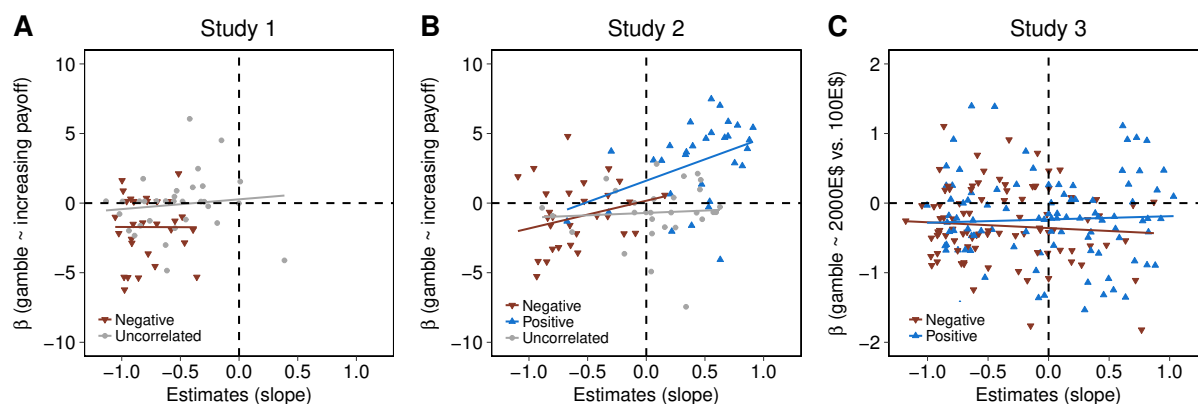 A
Study 1
β (gamble ~ increasing payoff)
10
5
0
−5
−10
Negative
Uncorrelated
−1.0
−0.5
0.0
0.5
1.0
Estimates (slope)
B
Study 2
β (gamble ~ increasing payoff)
10
5
0
−5
−10
Negative
Positive
Uncorrelated
−1.0
−0.5
0.0
0.5
1.0
Estimates (slope)
C
Study 3
β (gamble ~ 2000E$ vs. 100E$)
2
1
0
−1
−2
Negative
Positive
−1.0
−0.5
0.0
0.5
1.0
Estimates (slope)